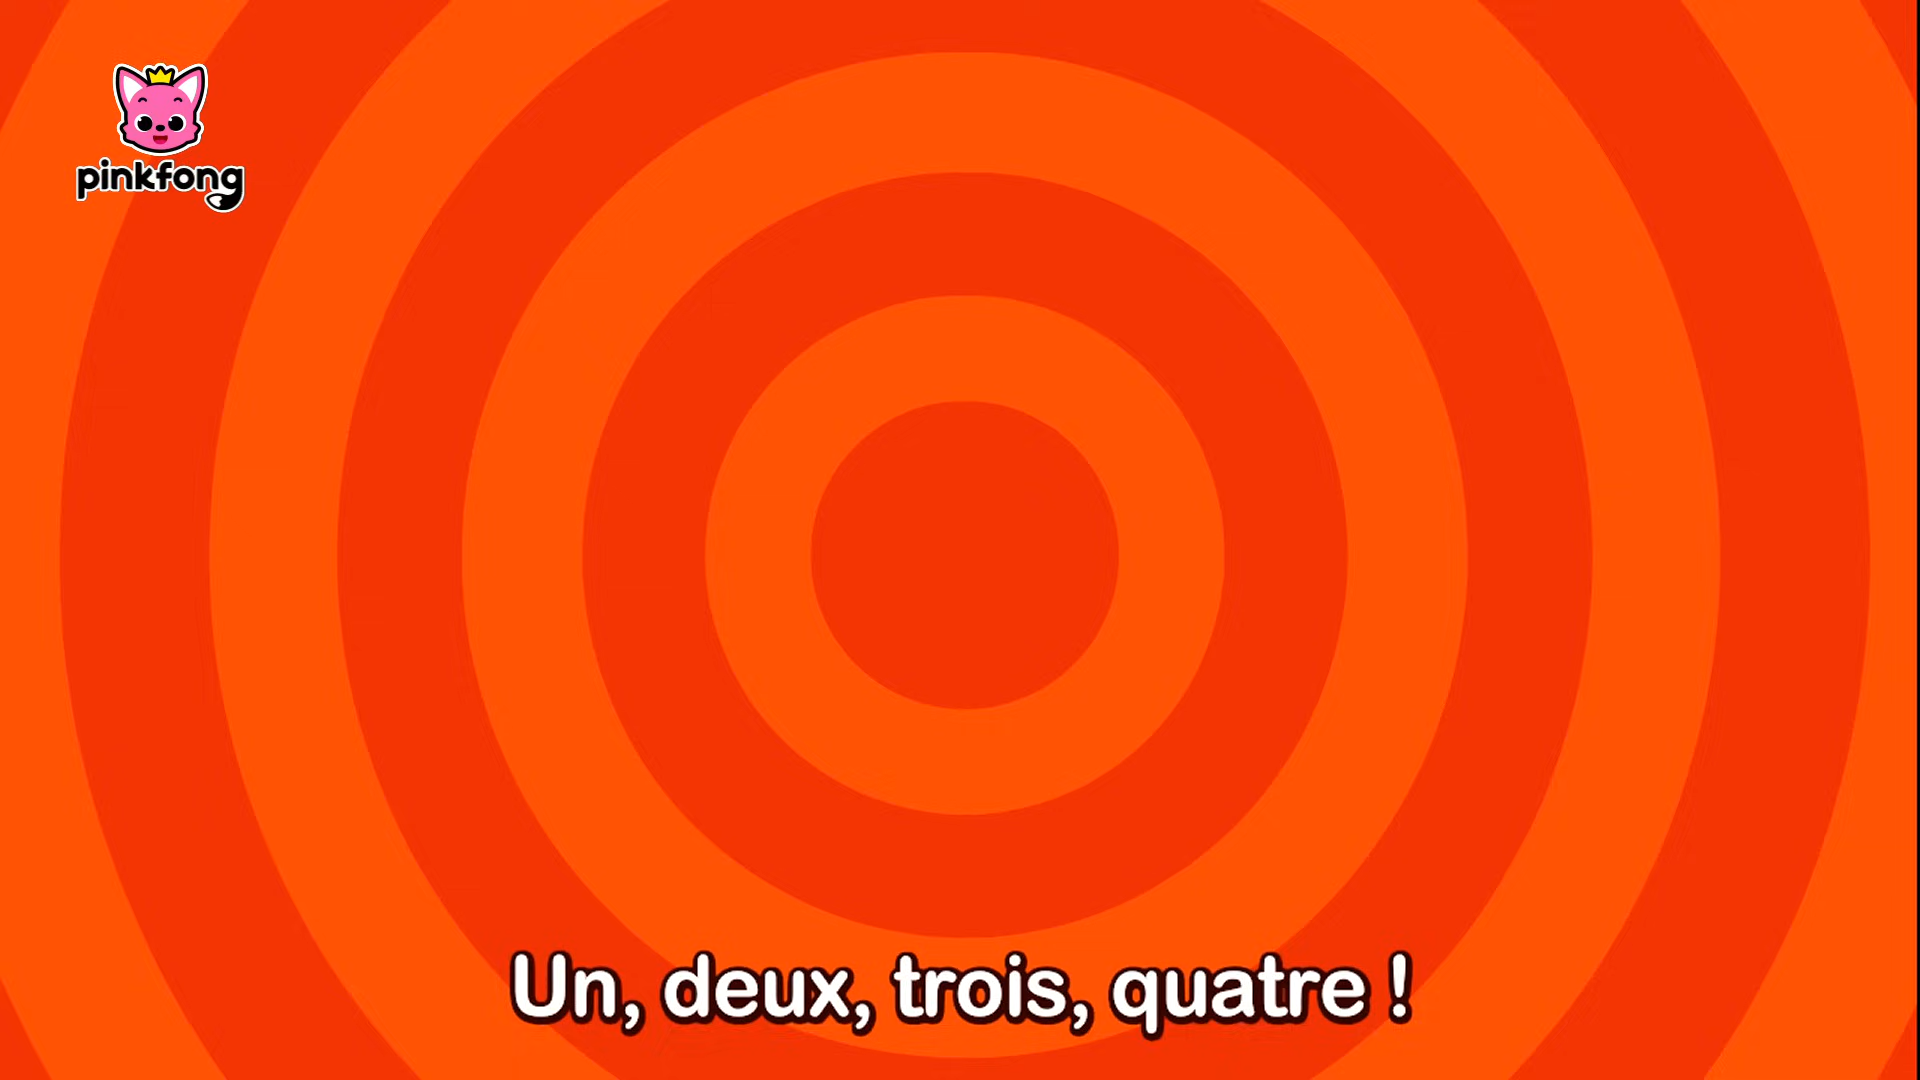 pinkfong
Un, deux, trois, quatre !